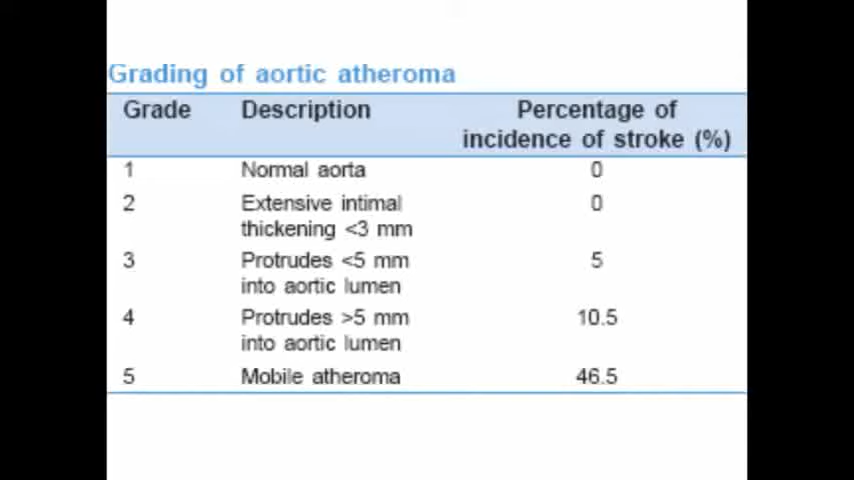 Grading of aortic atheroma
Grade Description Percentage of
incidence of stroke (%)
1 Normal aorta 0
2 Extensive intimal 0
thickening <3 mm
3 Protrudes <5 mm 5
into aortic lumen
4 Protrudes >5 mm 10.5
into aortic lumen
5 Mobile atheroma 46.5